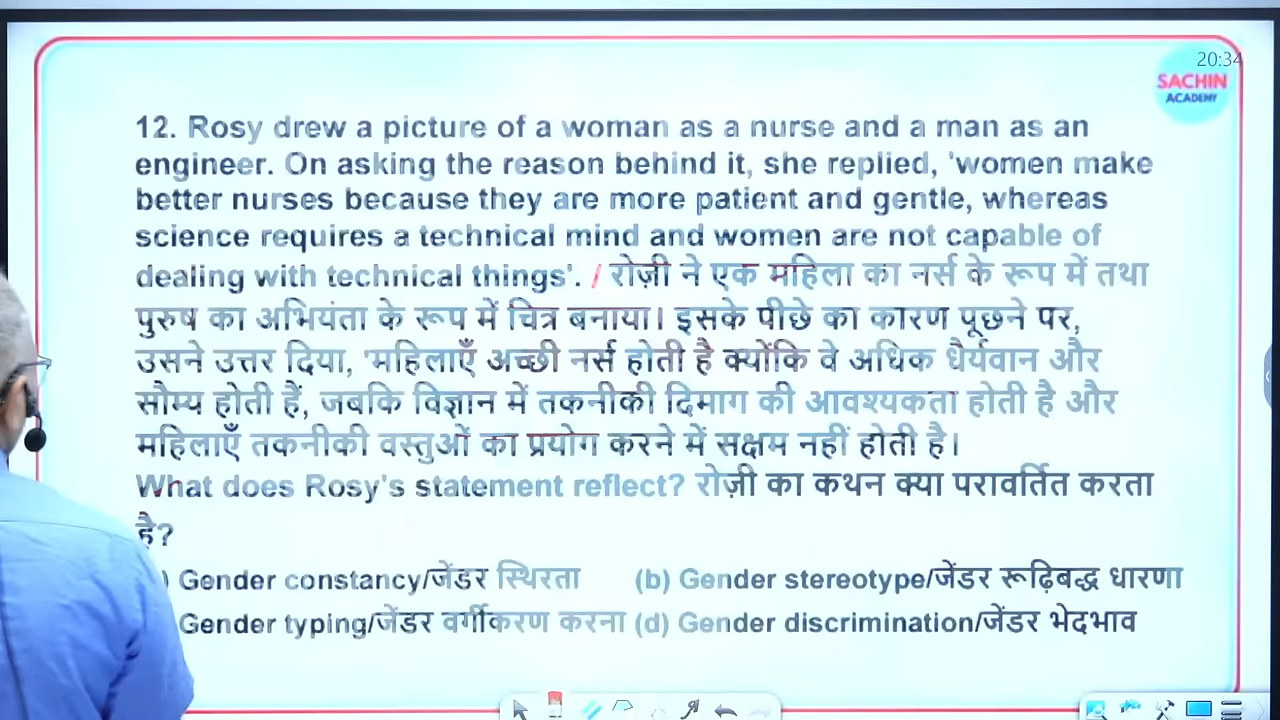 20:34
SACHIN
ACADEMY
12. Rosy drew a picture of a woman as a nurse and a man as an
engineer. On asking the reason behind it, she replied, 'women make
better nurses because they are more patient and gentle, whereas
science requires a technical mind and women are not capable of
dealing with technical things'. / रोज़ी ने एक महिला का नर्स के रूप में तथा
पुरुष का अभियंता के रूप में चित्र बनाया। इसके पीछे का कारण पूछने पर,
उसने उत्तर दिया, 'महिलाएँ अच्छी नर्स होती है क्योंकि वे अधिक धैर्यवान और
सौम्य होती हैं, जबकि विज्ञान में तकनीकी दिमाग की आवश्यकता होती है और
महिलाएँ तकनीकी वस्तुओं का प्रयोग करने में सक्षम नहीं होती है।
What does Rosy's statement reflect? रोज़ी का कथन क्या परावर्तित करता
है?
) Gender constancy/जेंडर स्थिरता (b) Gender stereotype/जेंडर रूढ़िबद्ध धारणा
Gender typing/जेंडर वर्गीकरण करना (d) Gender discrimination/जेंडर भेदभाव